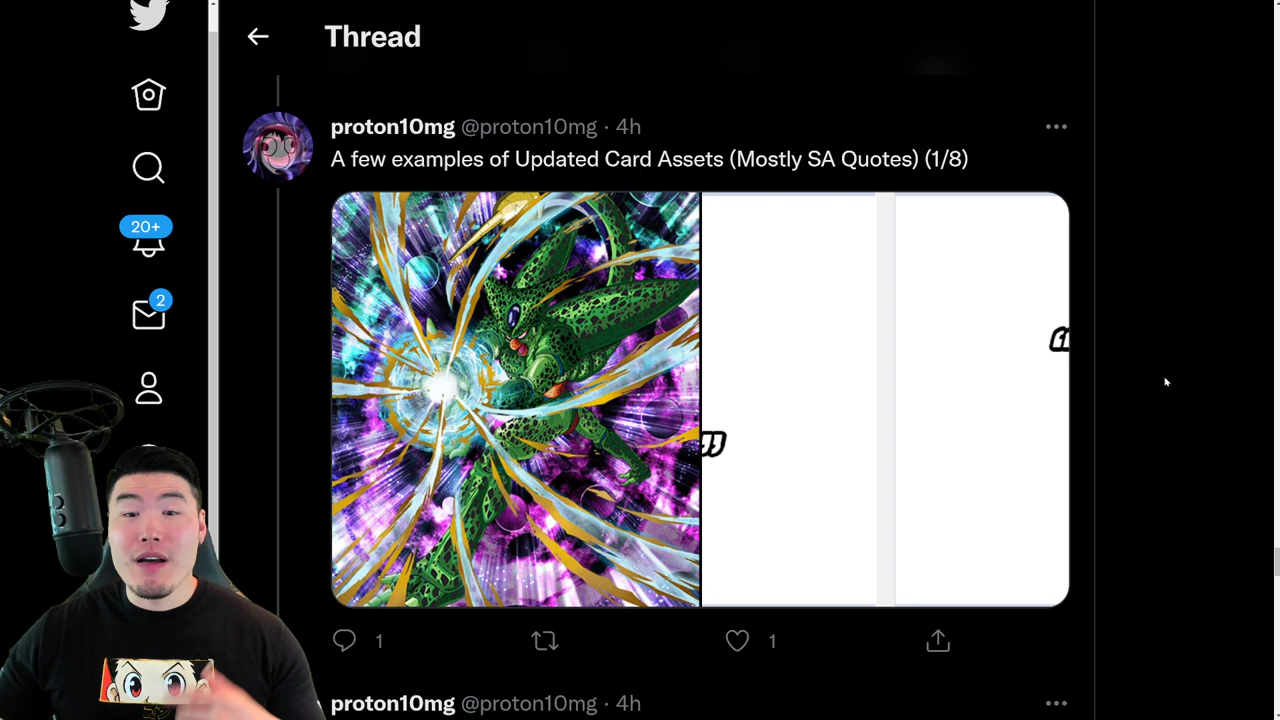 Thread
20+
2
proton10mg @proton10mg · 4h
A few examples of Updated Card Assets (Mostly SA Quotes) (1/8)
1
1
proton10mg @proton10mg · 4h